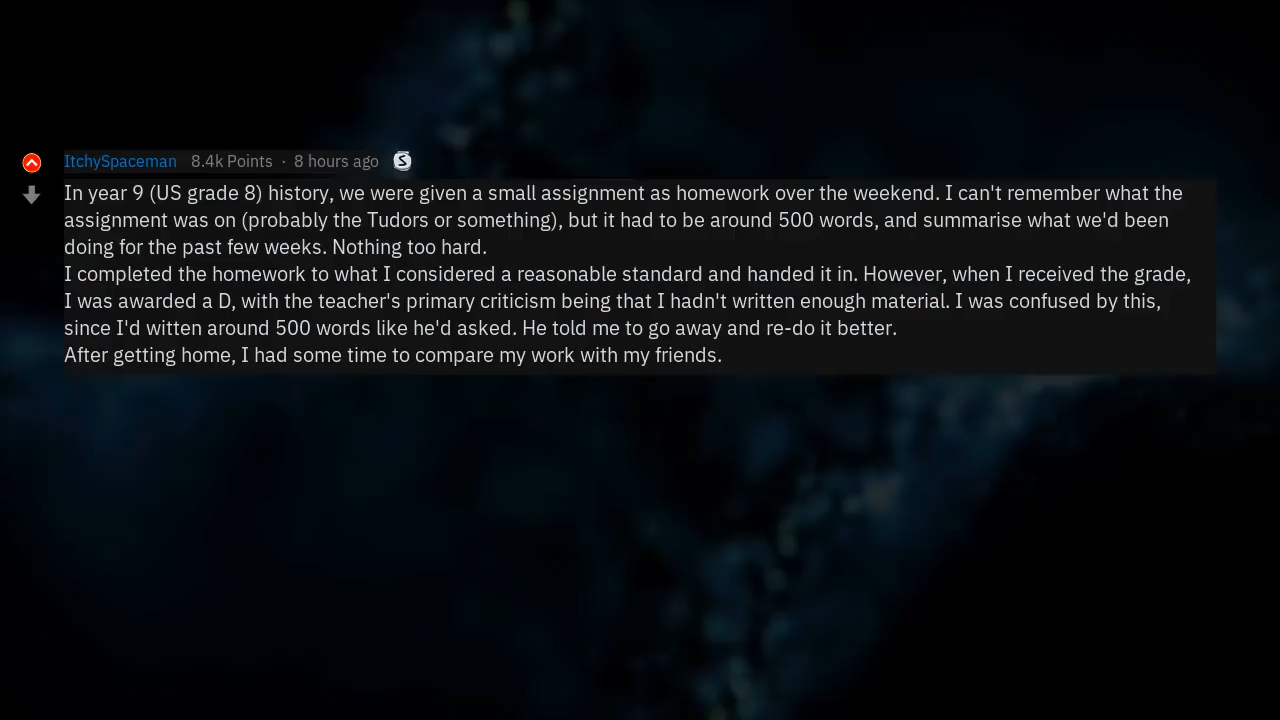 ItchySpaceman 8.4k Points · 8 hours ago S
In year 9 (US grade 8) history, we were given a small assignment as homework over the weekend. I can't remember what the
assignment was on (probably the Tudors or something), but it had to be around 500 words, and summarise what we'd been
doing for the past few weeks. Nothing too hard.
I completed the homework to what I considered a reasonable standard and handed it in. However, when I received the grade,
I was awarded a D, with the teacher's primary criticism being that I hadn't written enough material. I was confused by this,
since I'd witten around 500 words like he'd asked. He told me to go away and re-do it better.
After getting home, I had some time to compare my work with my friends.